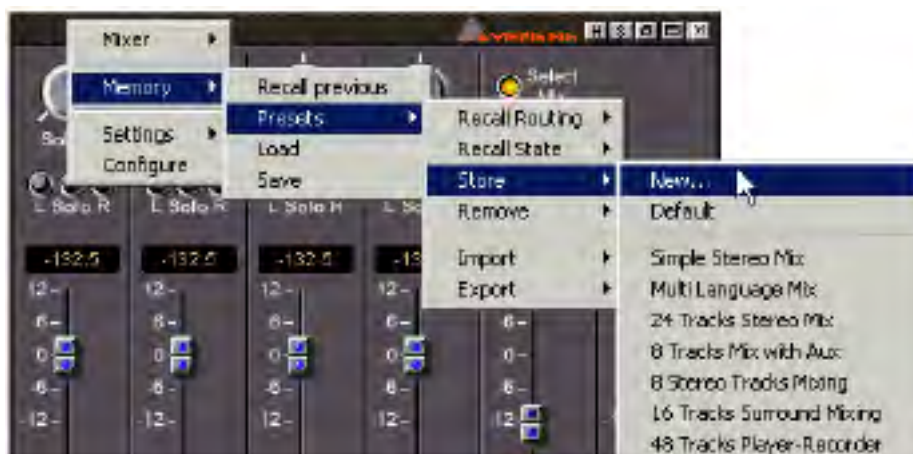 Mixer
Memory
Settings
Configure
Recall previous
Presets
Load
Save
Recall Routing
Recall State
Store
Remove
Import
Export
New...
Default
Simple Stereo Mix
Multi Language Mix
24 Tracks Stereo Mix
8 Tracks Mix with Aux
8 Stereo Tracks Mixing
16 Tracks Surround Mixing
48 Tracks Player-Recorder
Select
L Solo R
L Solo R
L Solo R
-132.5
-132.5
-132.5
12
12
12
6
6
6
6
0
0
0
0
0
-6
-6
-6
-6
-6
-12
-12
-12
-12
-12